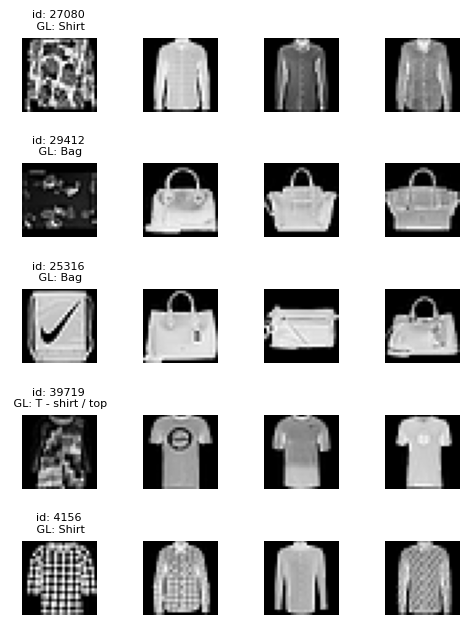 id: 27080
GL: Shirt
id: 29412
GL: Bag
id: 25316
GL: Bag
id: 39719
GL: T - shirt / top
id: 4156
GL: Shirt